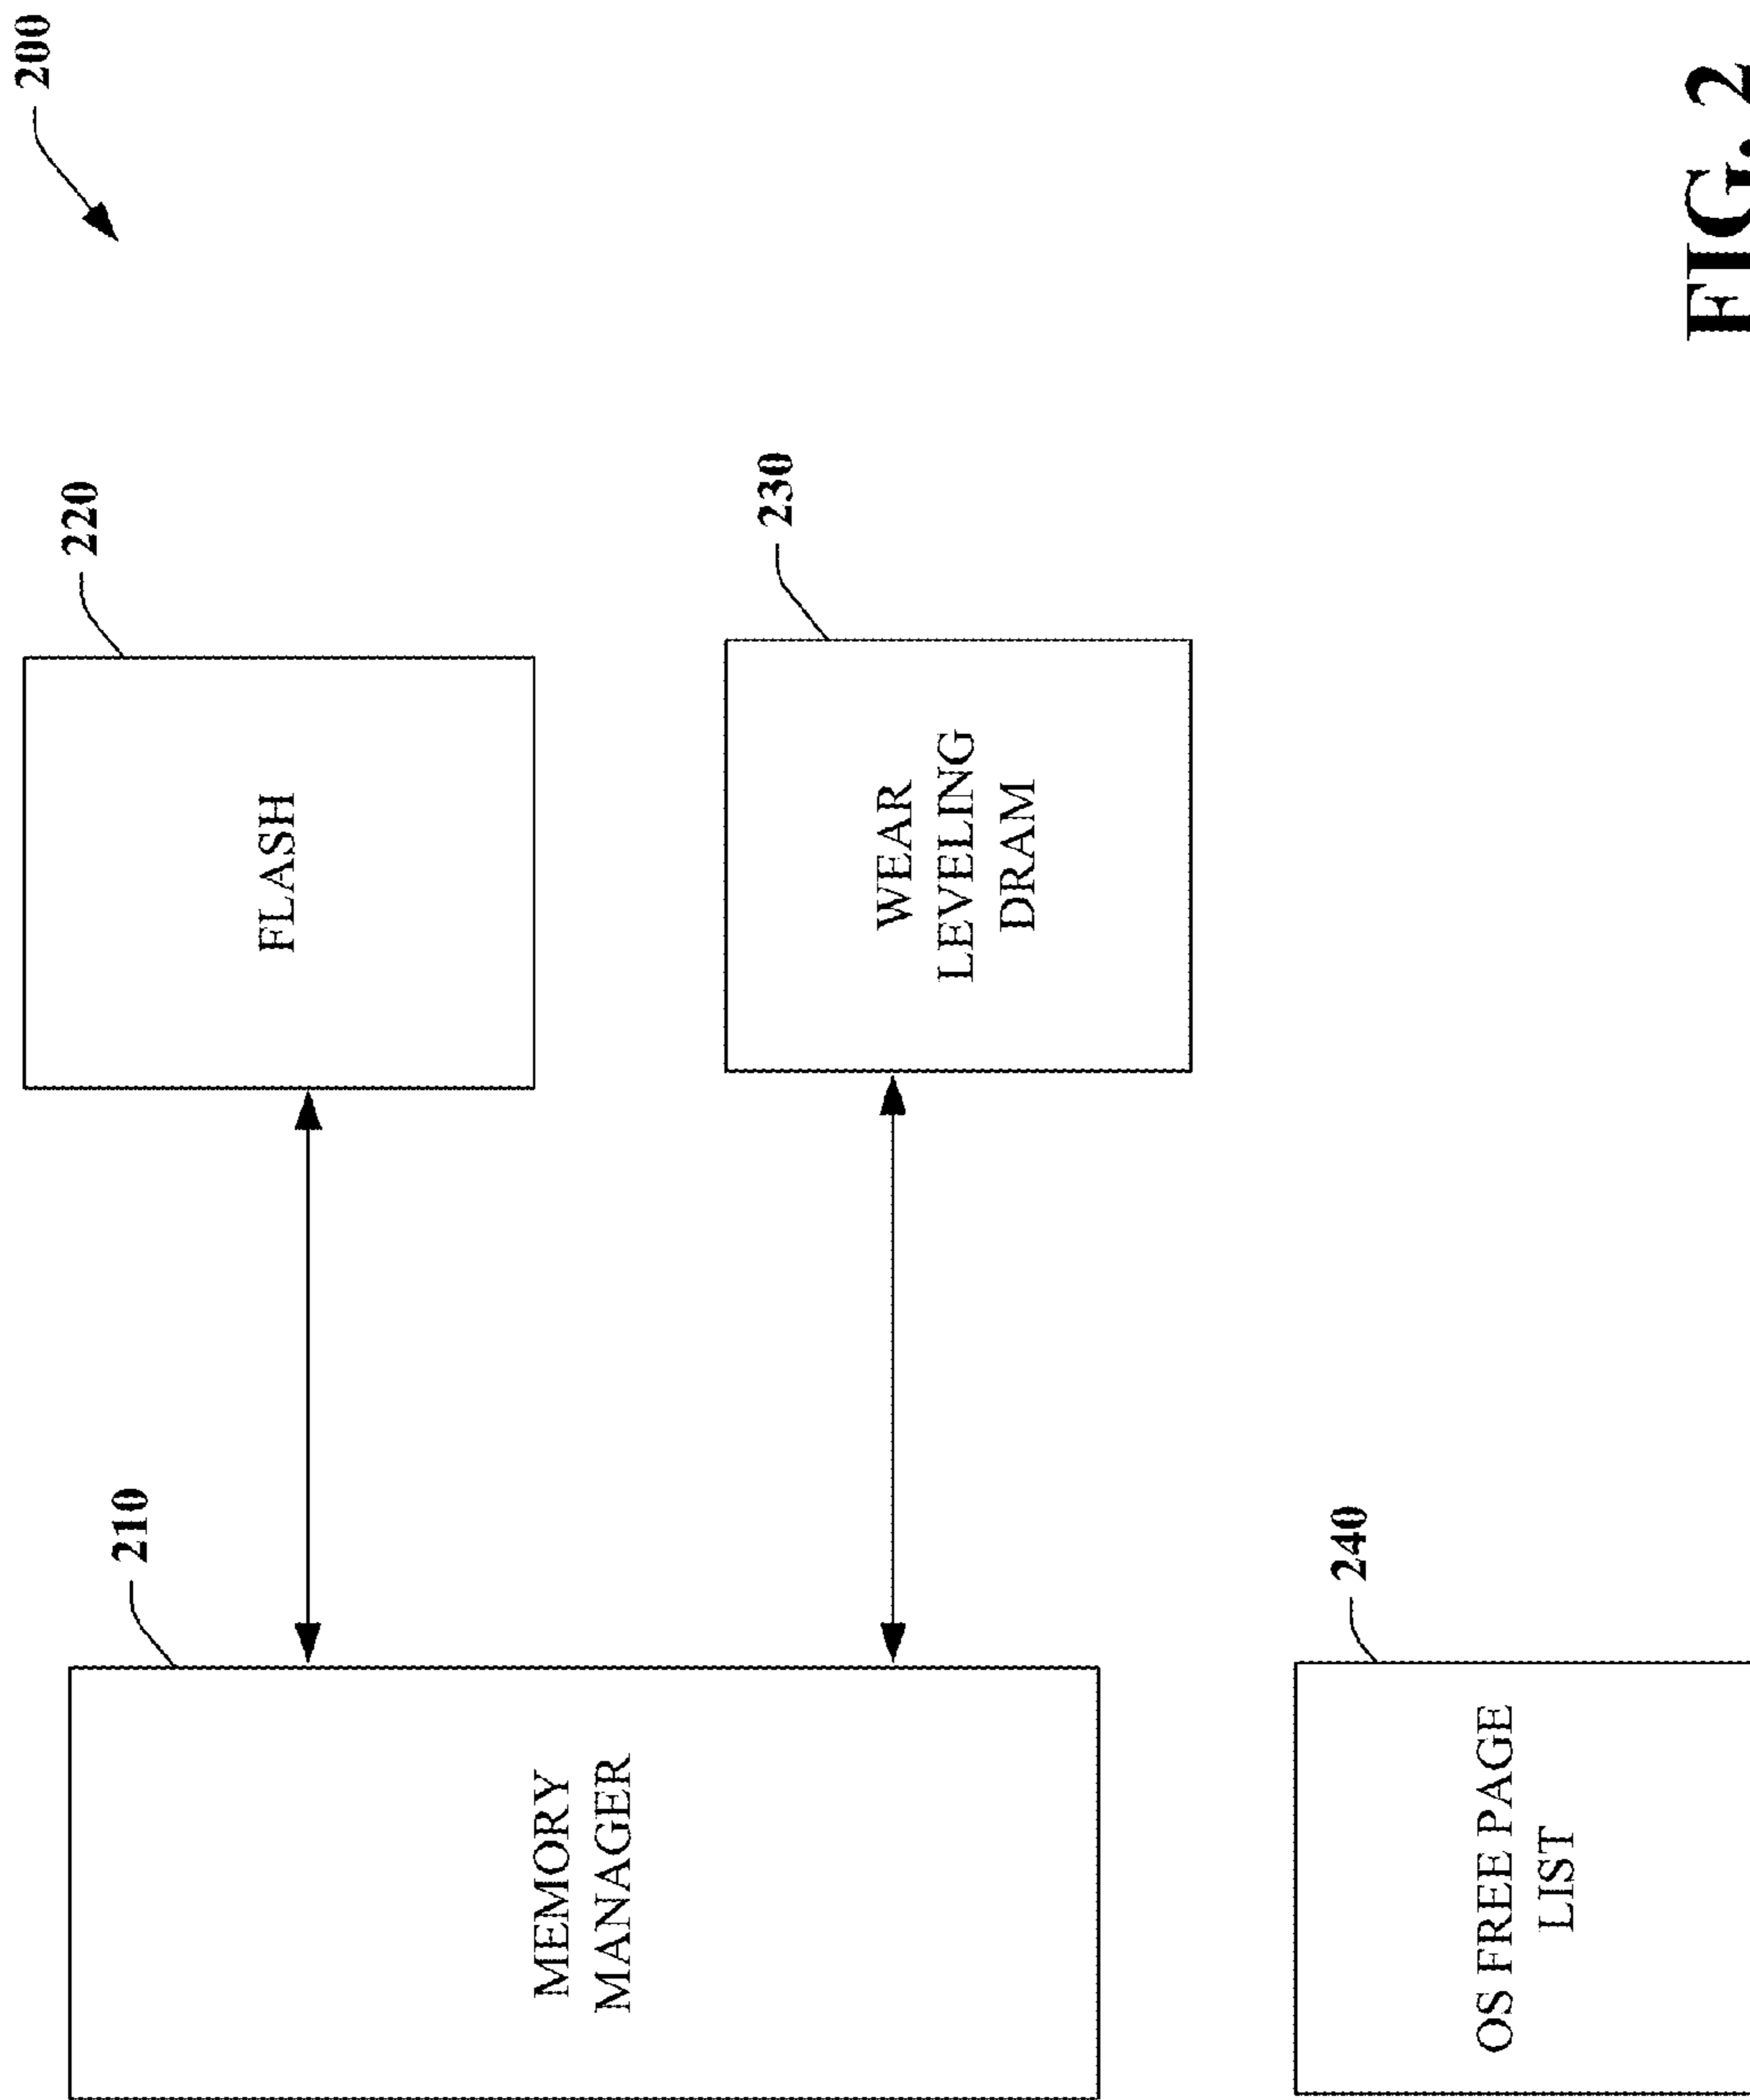 200
210
MEMORY
MANAGER
220
FLASH
230
WEAR
LEVELING
DRAM
240
OS FREE PAGE
LIST
FIG. 2